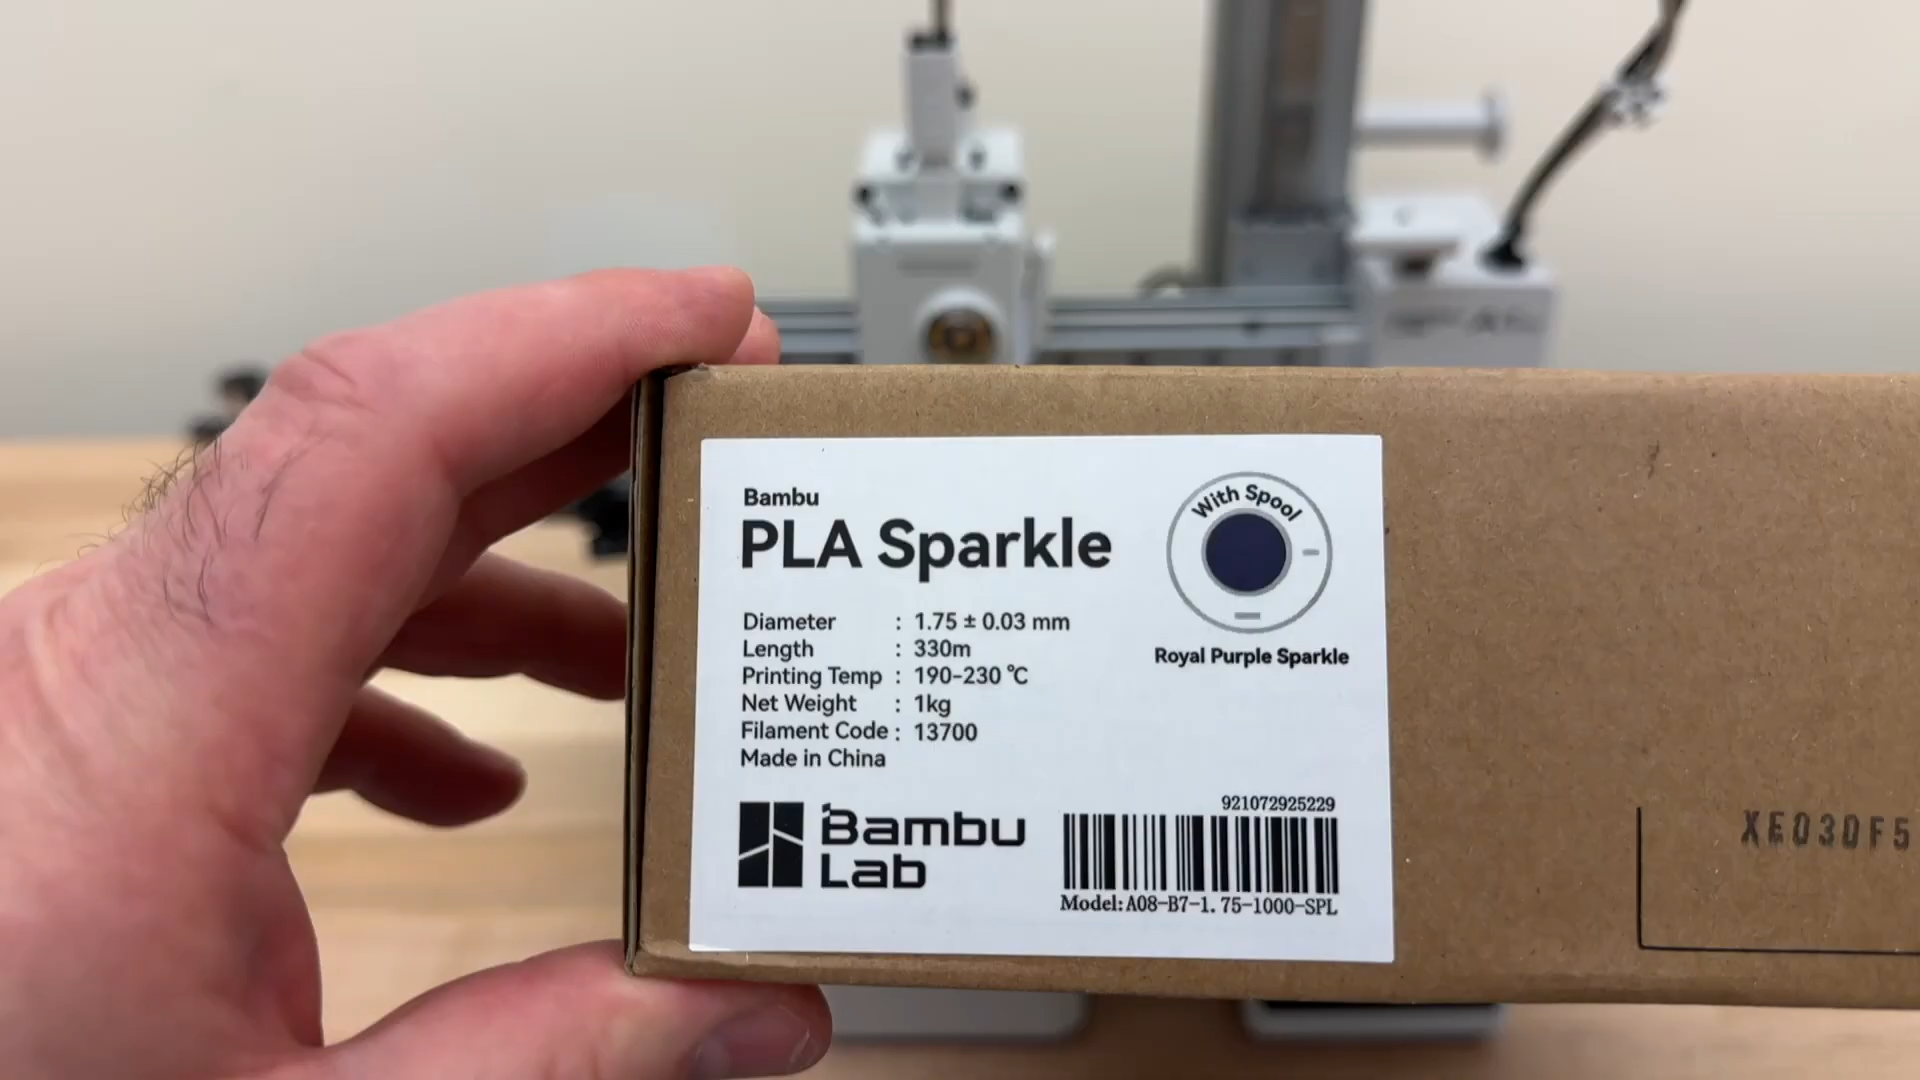 Bambu
PLA Sparkle
With Spool
Royal Purple Sparkle
Diameter : 1.75 ± 0.03 mm
Length : 330m
Printing Temp : 190-230 ℃
Net Weight : 1kg
Filament Code : 13700
Made in China
Bambu
Lab
921072925229
Model: A08-B7-1.75-1000-SPL
XE030F5